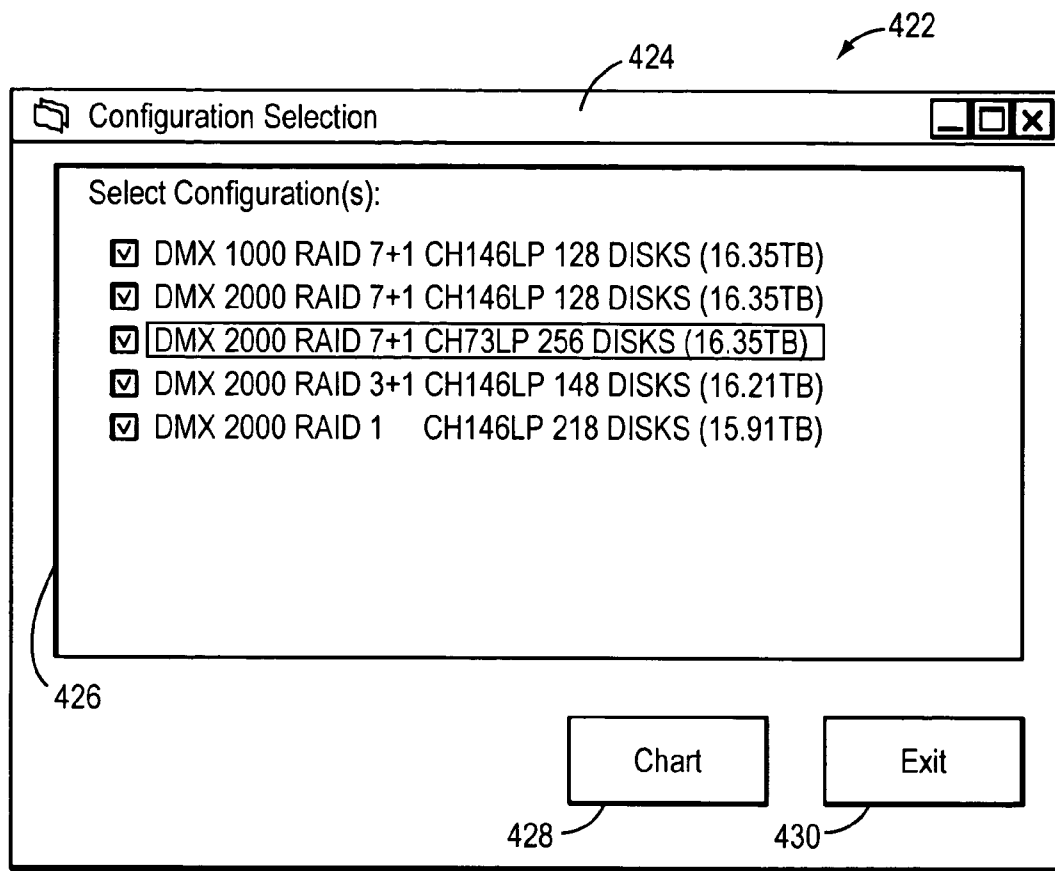 422
424
Configuration Selection
Select Configuration(s):
DMX 1000 RAID 7+1 CH146LP 128 DISKS (16.35TB)
DMX 2000 RAID 7+1 CH146LP 128 DISKS (16.35TB)
DMX 2000 RAID 7+1 CH73LP 256 DISKS (16.35TB)
DMX 2000 RAID 3+1 CH146LP 148 DISKS (16.21TB)
DMX 2000 RAID 1 CH146LP 218 DISKS (15.91TB)
426
Chart Exit
428 430